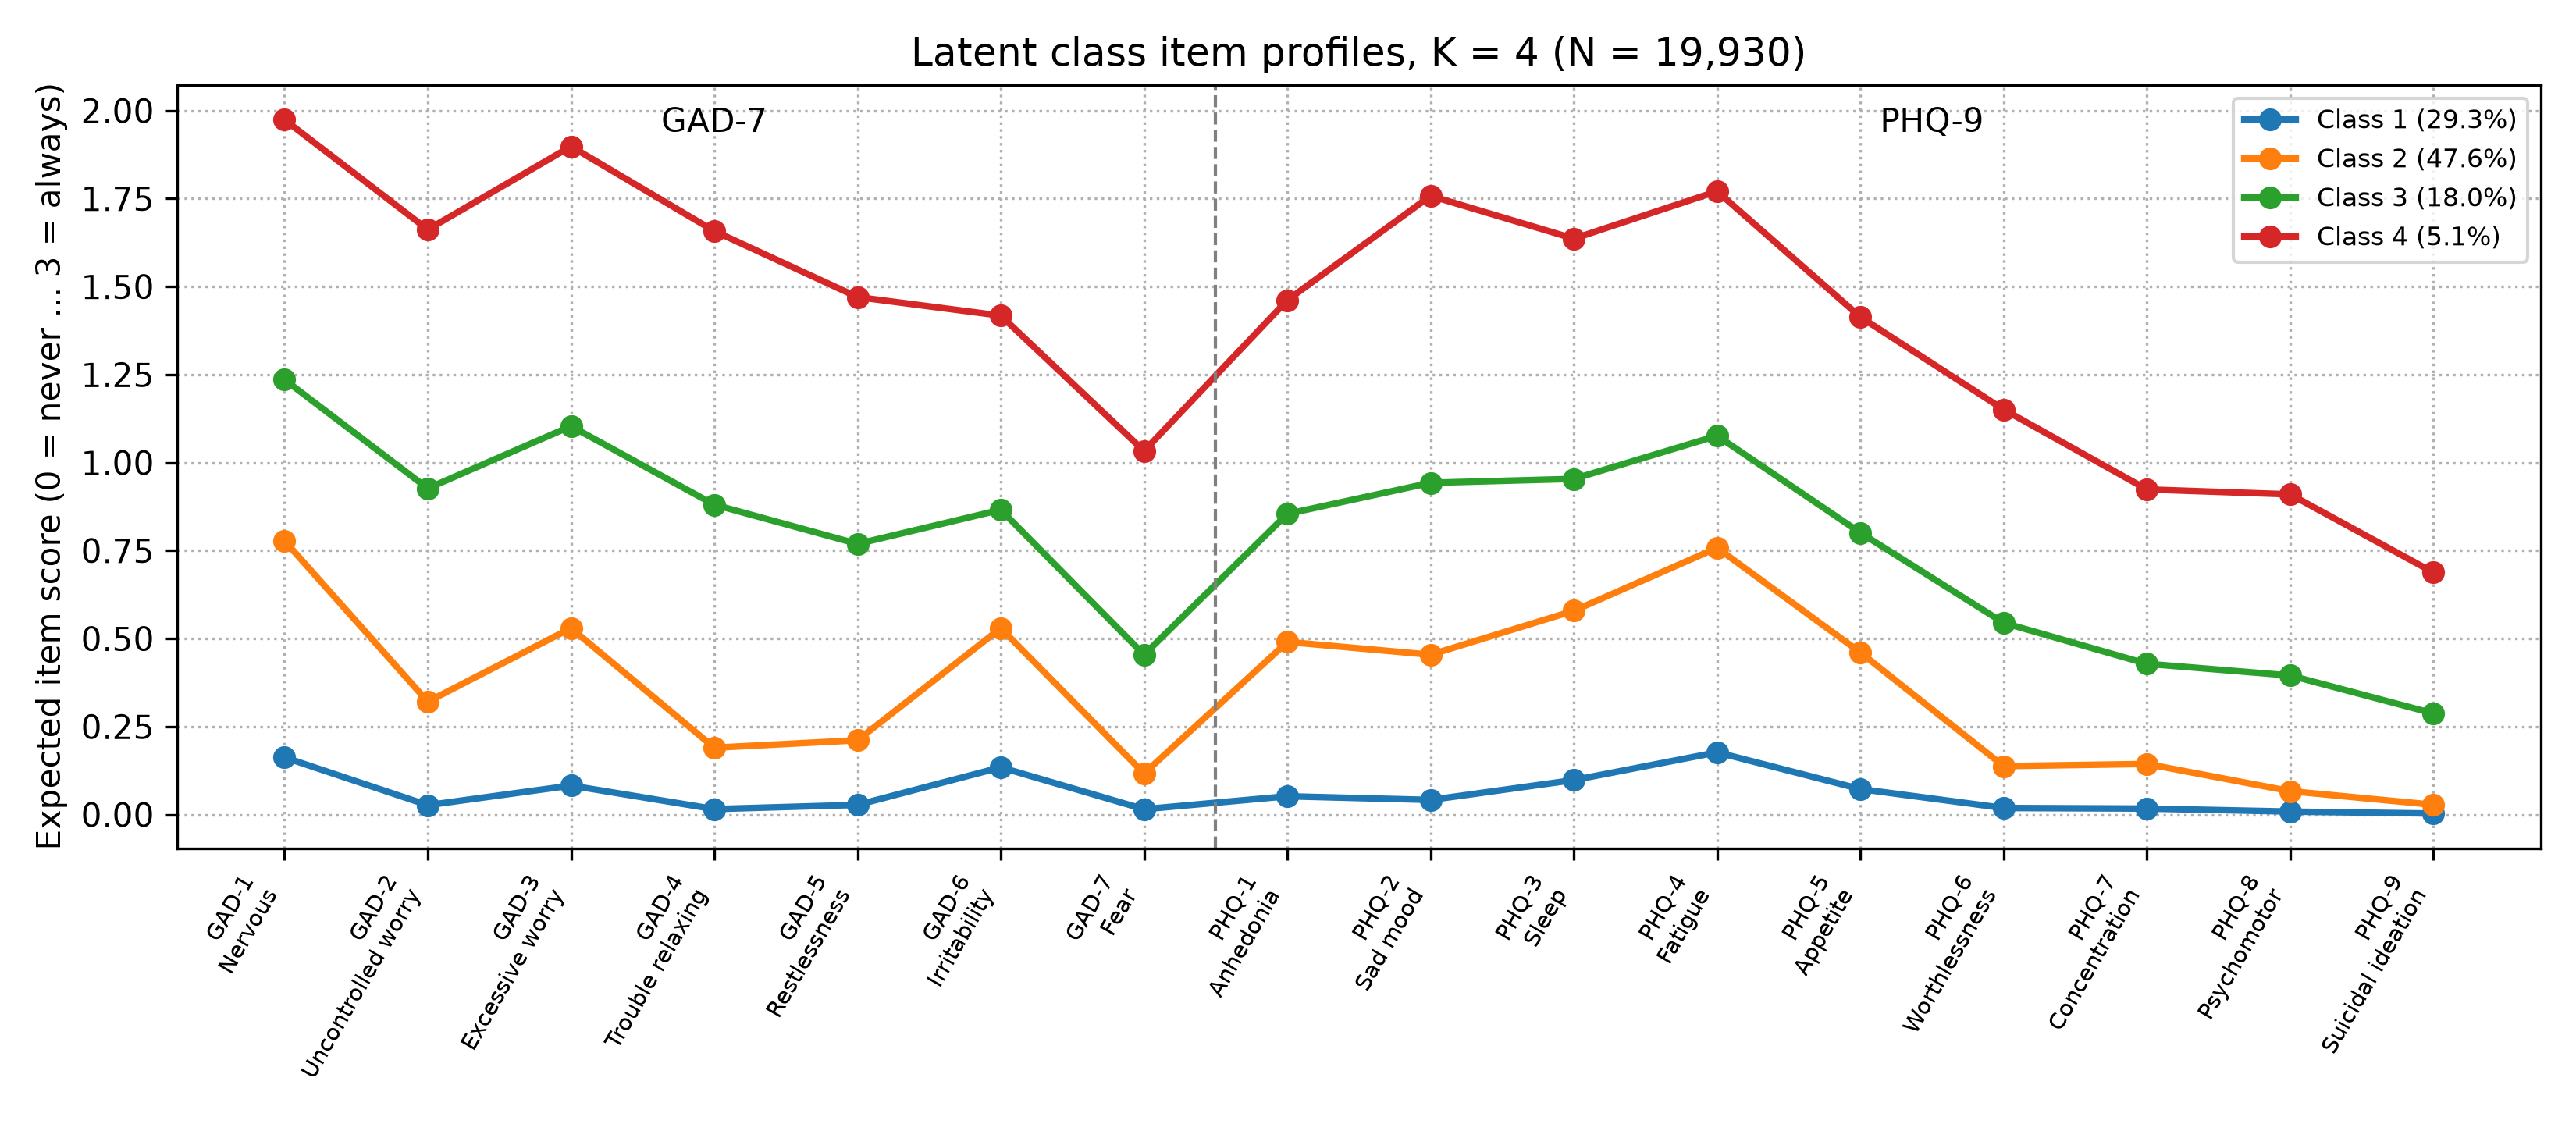 Latent class item profiles, K = 4 (N = 19,930)
Expected item score (0 = never ... 3 = always)
2.00
1.75
1.50
1.25
1.00
0.75
0.50
0.25
0.00
GAD-7
PHQ-9
Class 1 (29.3%)
Class 2 (47.6%)
Class 3 (18.0%)
Class 4 (5.1%)
GAD-1
Nervous
GAD-2
Uncontrolled worry
GAD-3
Excessive worry
GAD-4
Trouble relaxing
GAD-5
Restlessness
GAD-6
Irritability
GAD-7
Fear
PHQ-1
Anhedonia
PHQ-2
Sad mood
PHQ-3
Sleep
PHQ-4
Fatigue
PHQ-5
Appetite
PHQ-6
Worthlessness
PHQ-7
Concentration
PHQ-8
Psychomotor
PHQ-9
Suicidal ideation